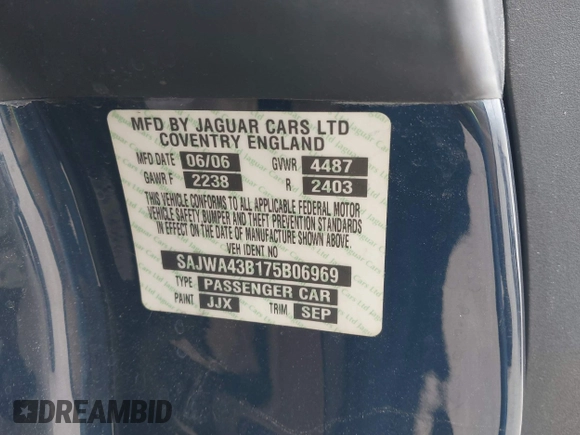 MFD BY JAGUAR CARS LTD
COVENTRY ENGLAND
MFD DATE 06/06 GVWR 4487
GAWR F 2238 R 2403
THIS VEHICLE CONFORMS TO ALL APPLICABLE FEDERAL MOTOR
VEHICLE SAFETY,BUMPER AND THEFT PREVENTION STANDARDS
IN EFFECT ON THE DATE OF MANUFACTURE SHOWN ABOVE.
VEH IDENT NO
SAJWA43B175B06969
TYPE PASSENGER CAR
PAINT JJX TRIM SEP
DREAMBID